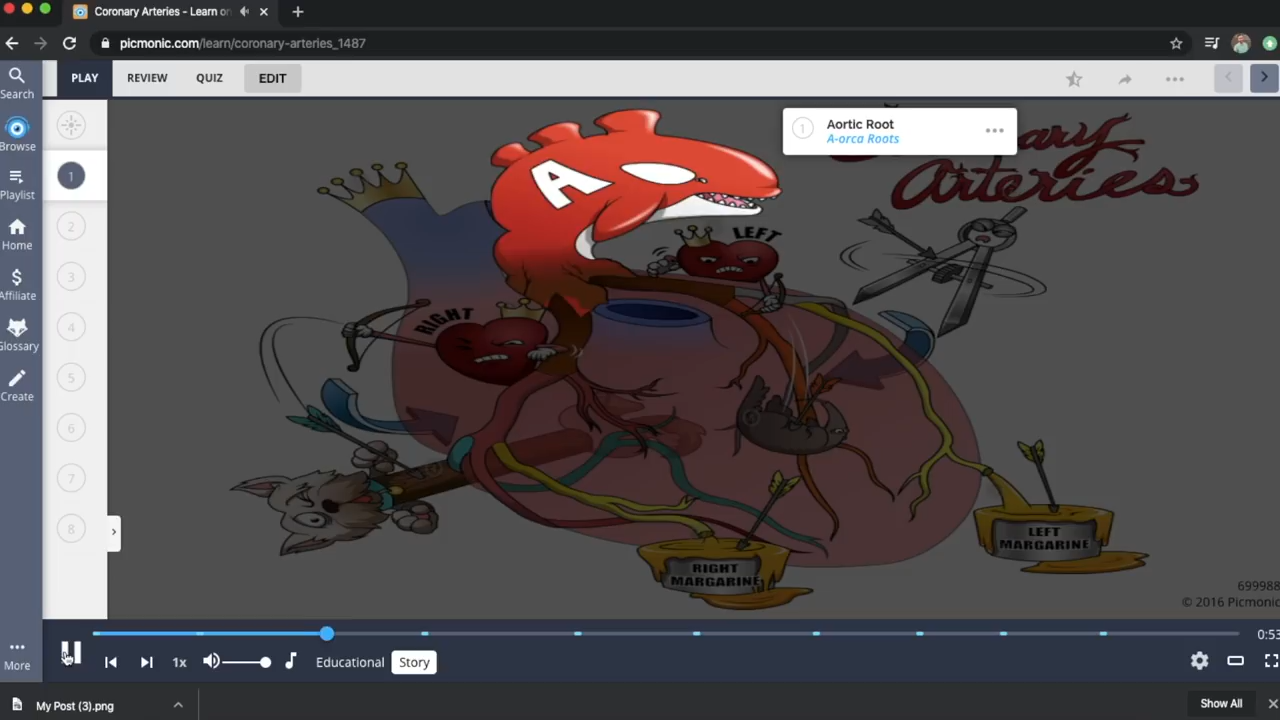 Coronary Arteries - Learn on
picmonic.com/learn/coronary-arteries_1487
Search
Browse
Playlist
Home
Affiliate
Glossary
Create
More
PLAY REVIEW QUIZ EDIT
1
2
3
4
5
6
7
8
1 Aortic Root
A-orca Roots
Arteries
A
LEFT
RIGHT
LEFT
MARGARINE
RIGHT
MARGARINE
699988
© 2016 Picmonic
0:53
1x
Educational Story
My Post (3).png
Show All